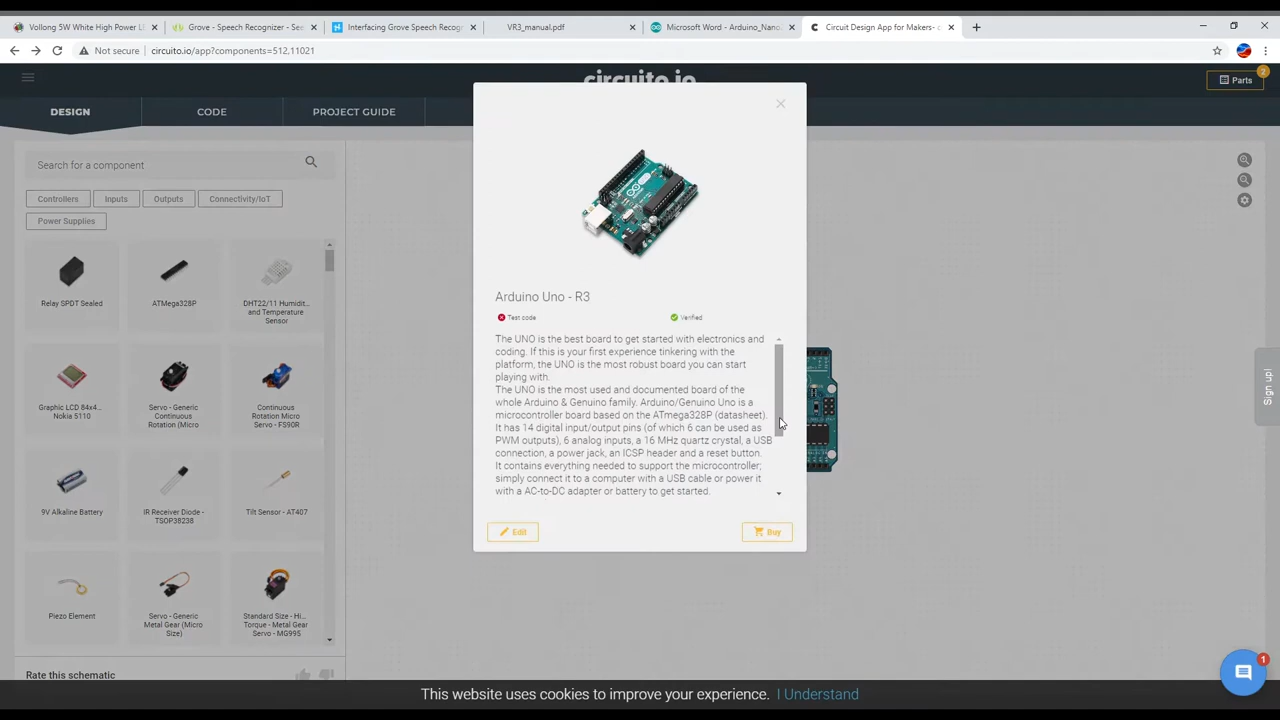 Vollong 5W White High Power L
Grove - Speech Recognizer - See
Interfacing Grove Speech Recog
VR3_manual.pdf
Microsoft Word - Arduino_Nano
Circuit Design App for Makers- c
Not secure
circuito.io/app?components=512,11021
circuito.io
Parts
2
DESIGN
CODE
PROJECT GUIDE
Search for a component
Controllers
Inputs
Outputs
Connectivity/IoT
Power Supplies
Relay SPDT Sealed
ATMega328P
DHT22/11 Humidit...
and Temperature
Sensor
Graphic LCD 84x4...
Nokia 5110
Servo - Generic
Continuous
Rotation (Micro
Continuous
Rotation Micro
Servo - FS90R
9V Alkaline Battery
IR Receiver Diode -
TSOP38238
Tilt Sensor - AT407
Piezo Element
Servo - Generic
Metal Gear (Micro
Size)
Standard Size - Hi...
Torque - Metal Gear
Servo - MG995
Rate this schematic
Arduino Uno - R3
Test code
Verified
The UNO is the best board to get started with electronics and
coding. If this is your first experience tinkering with the
platform, the UNO is the most robust board you can start
playing with.
The UNO is the most used and documented board of the
whole Arduino & Genuino family. Arduino/Genuino Uno is a
microcontroller board based on the ATmega328P (datasheet).
It has 14 digital input/output pins (of which 6 can be used as
PWM outputs), 6 analog inputs, a 16 MHz quartz crystal, a USB
connection, a power jack, an ICSP header and a reset button.
It contains everything needed to support the microcontroller;
simply connect it to a computer with a USB cable or power it
with a AC-to-DC adapter or battery to get started.
Edit
Buy
Sign up!
1
This website uses cookies to improve your experience. I Understand